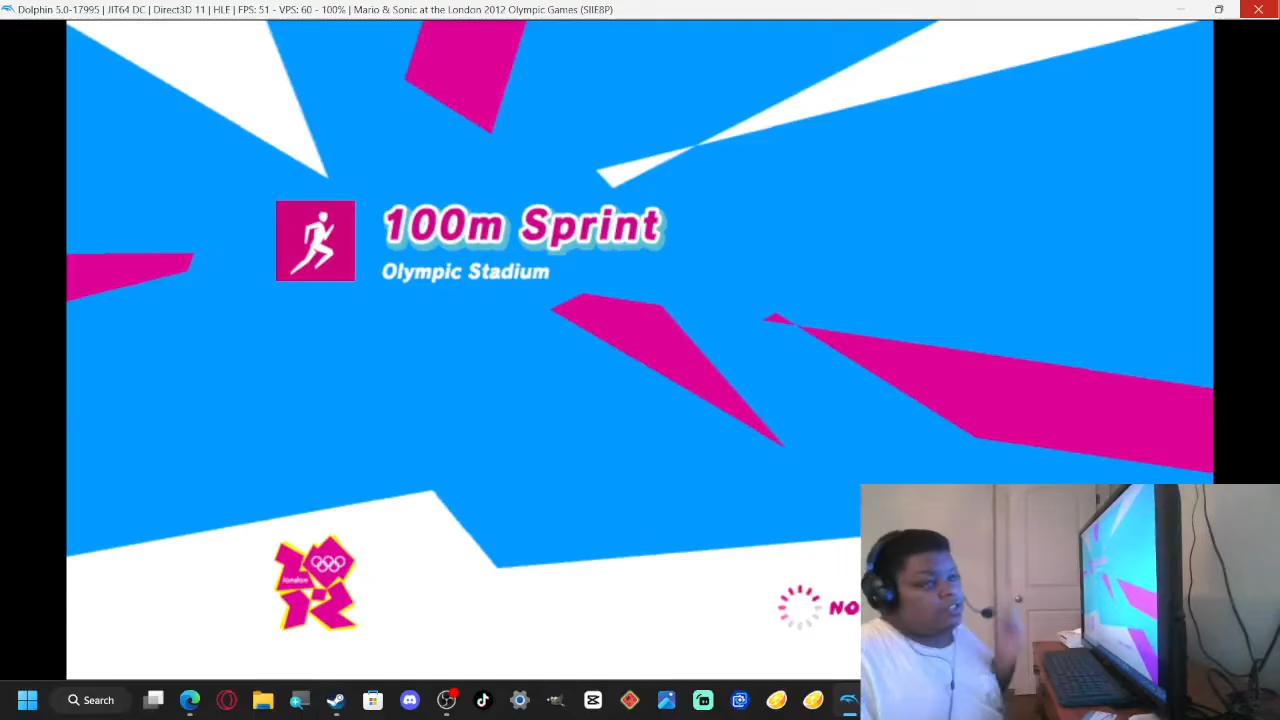 Dolphin 5.0-17995 | JIT64 DC | Direct3D 11 | HLE | FPS: 51 - VPS: 60 - 100% | Mario & Sonic at the London 2012 Olympic Games (SIIE8P)
100m Sprint
Olympic Stadium
london
NO
Search